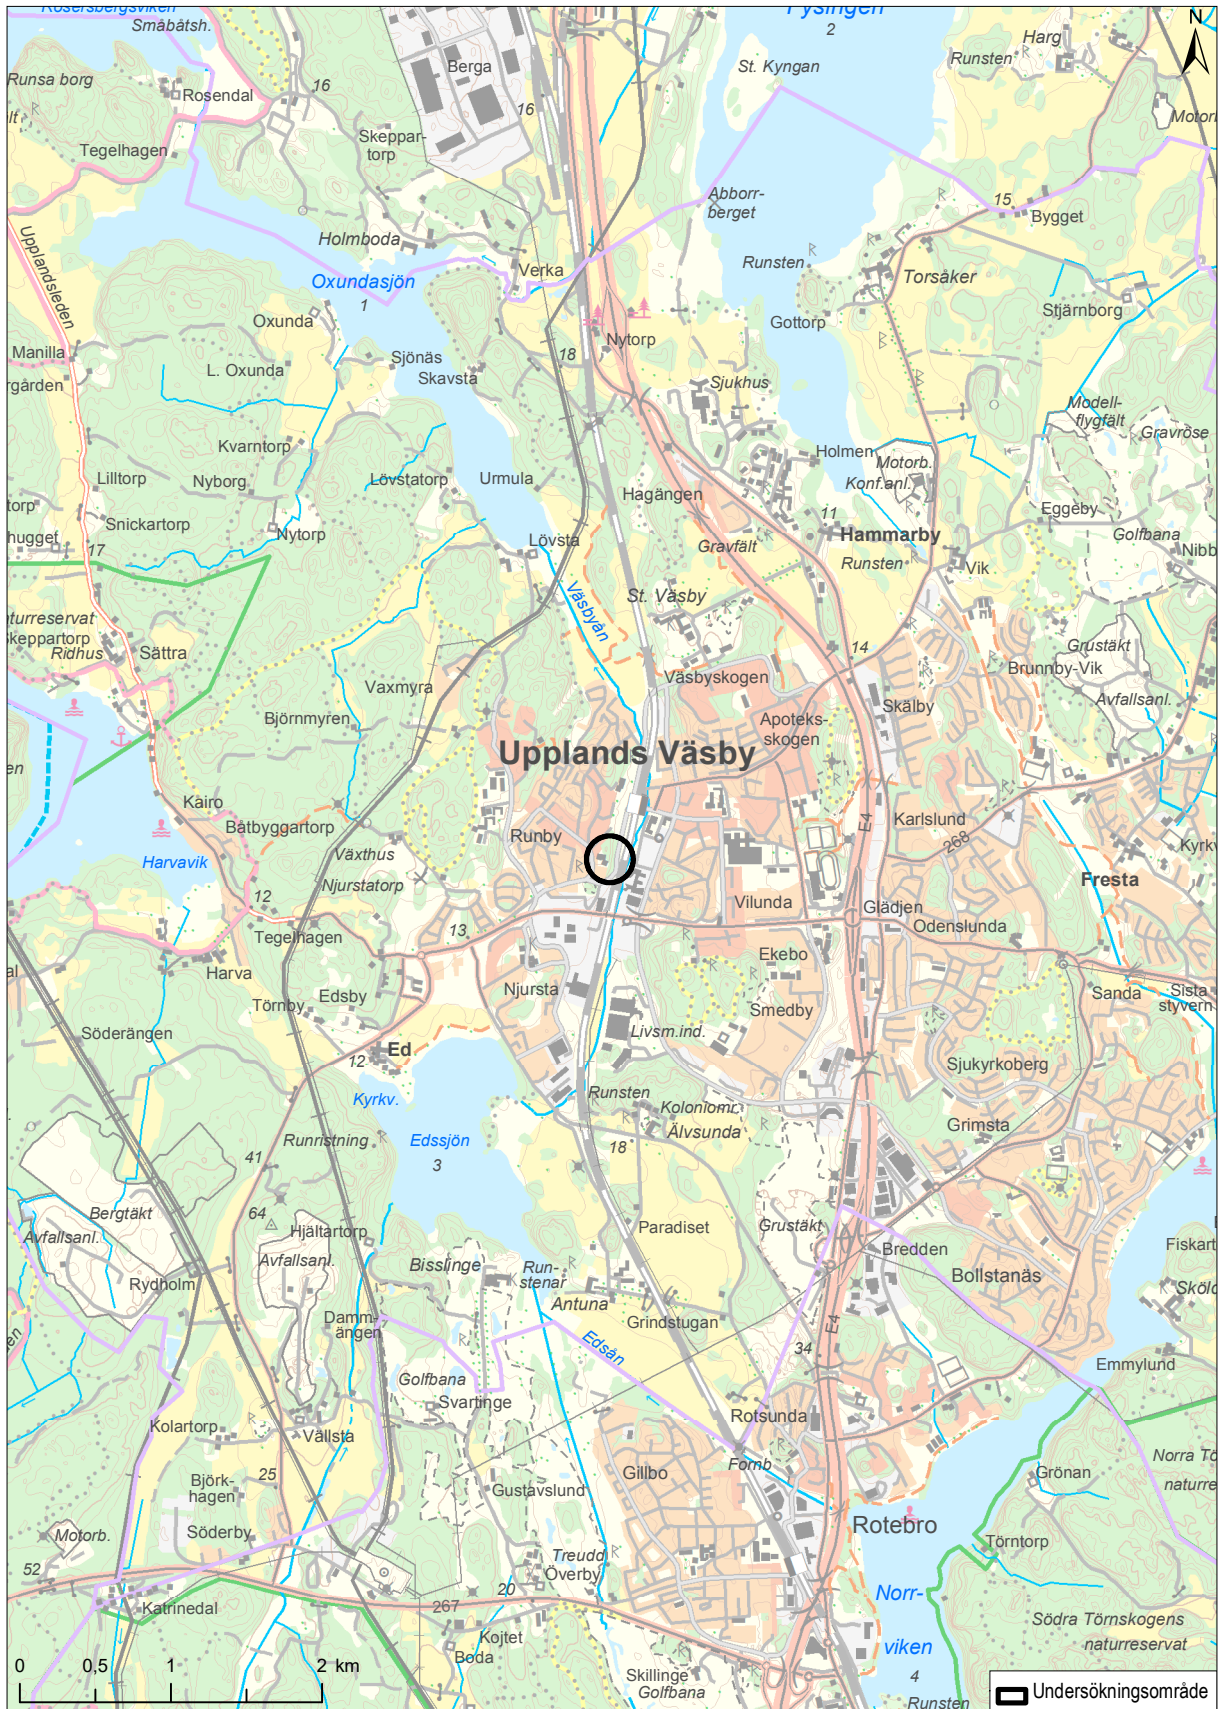 Rosersbergsviken
Småbåtsh.
Fysingen
2
N
Harg
Runsten
St. Kyngan
Berga
16
Runsa borg
Rosendal
16
Skeppar-
torp
Tegelhagen
Abborr-
berget
15
Bygget
Holmboda
Verka
Runsten
Torsåker
Upplandsleden
Oxundasjön
1
Oxunda
Gottorp
Stjärnborg
Manilla
Sjönäs
Skavsta
18
Nytorp
L. Oxunda
Sjukhus
Modell-
flygfält
Gravröse
Kvarntorp
Holmen
Motorb.
Konf.anl.
Lilltorp
Nyborg
Lövstatorp
Urmula
Hagängen
Snickartorp
Nytorp
17
Lövsta
11
Hammarby
Gravfält
Runsten
Vik
Eggeby
Golfbana
Väsbyån
St. Väsby
Ridhus
Sättra
14
Grustäkt
Brunnby-Vik
Väsbyskogen
Vaxmyra
Skälby
Avfallsanl.
Björnmyren
Apoteks-
skogen
Upplands Väsby
Kairo
Båtbyggartorp
Runby
E4
Karlslund
268
Harvavik
Växthus
Njurstatorp
Fresta
12
Vilunda
Glädjen
Odenslunda
Tegelhagen
13
Harva
Ekebo
Edsby
Njursta
Törnby
Smedby
Sanda
Sista
styvern
Söderängen
Livsm.ind.
12
Ed
Sjukyrkoberg
Kyrkv.
Runsten
Koloniomr.
Älvsunda
Grimsta
Runristning
Edssjön
3
18
41
Bergtäkt
64
Avfallsanl.
Hjältartorp
Avfallsanl.
Paradiset
Grustäkt
Bredden
Bisslinge
Run-
stenar
Rydholm
Antuna
Bollstanäs
Damm-
ängen
Grindstugan
Edsån
E4
34
Emmylund
Golfbana
Svartinge
Kolartorp
Vällsta
Rotsunda
Fornb
Björk-
hagen
25
Gillbo
Grönan
Gustavslund
Motorb.
Söderby
Rotebro
Törntorp
52
Treudd
Överby
20
Katrinedal
267
Norr-
viken
4
Kojtet
Boda
Södra Törnskogens
naturreservat
Skillinge
Golfbana
Runsten
0 0,5 1 2 km
Undersökningsområde